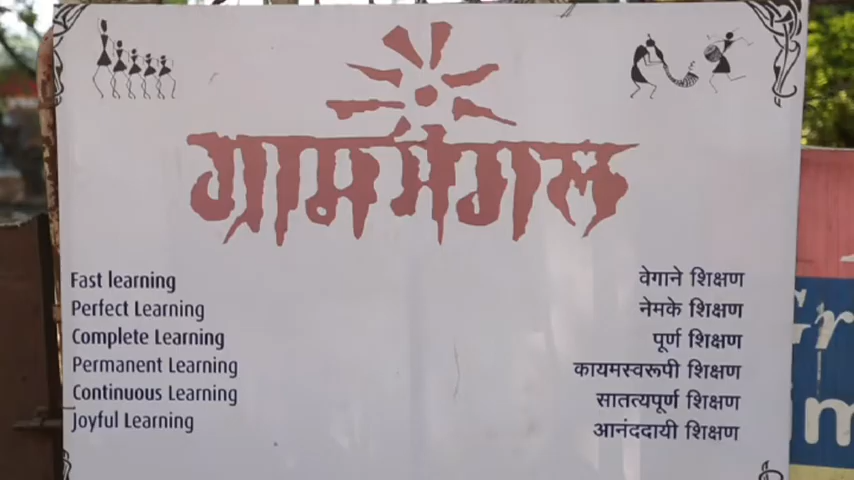 ग्राममंगल
Fast learning
Perfect Learning
Complete Learning
Permanent Learning
Continuous Learning
Joyful Learning
वेगाने शिक्षण
नेमके शिक्षण
पूर्ण शिक्षण
कायमस्वरूपी शिक्षण
सातत्यपूर्ण शिक्षण
आनंददायी शिक्षण